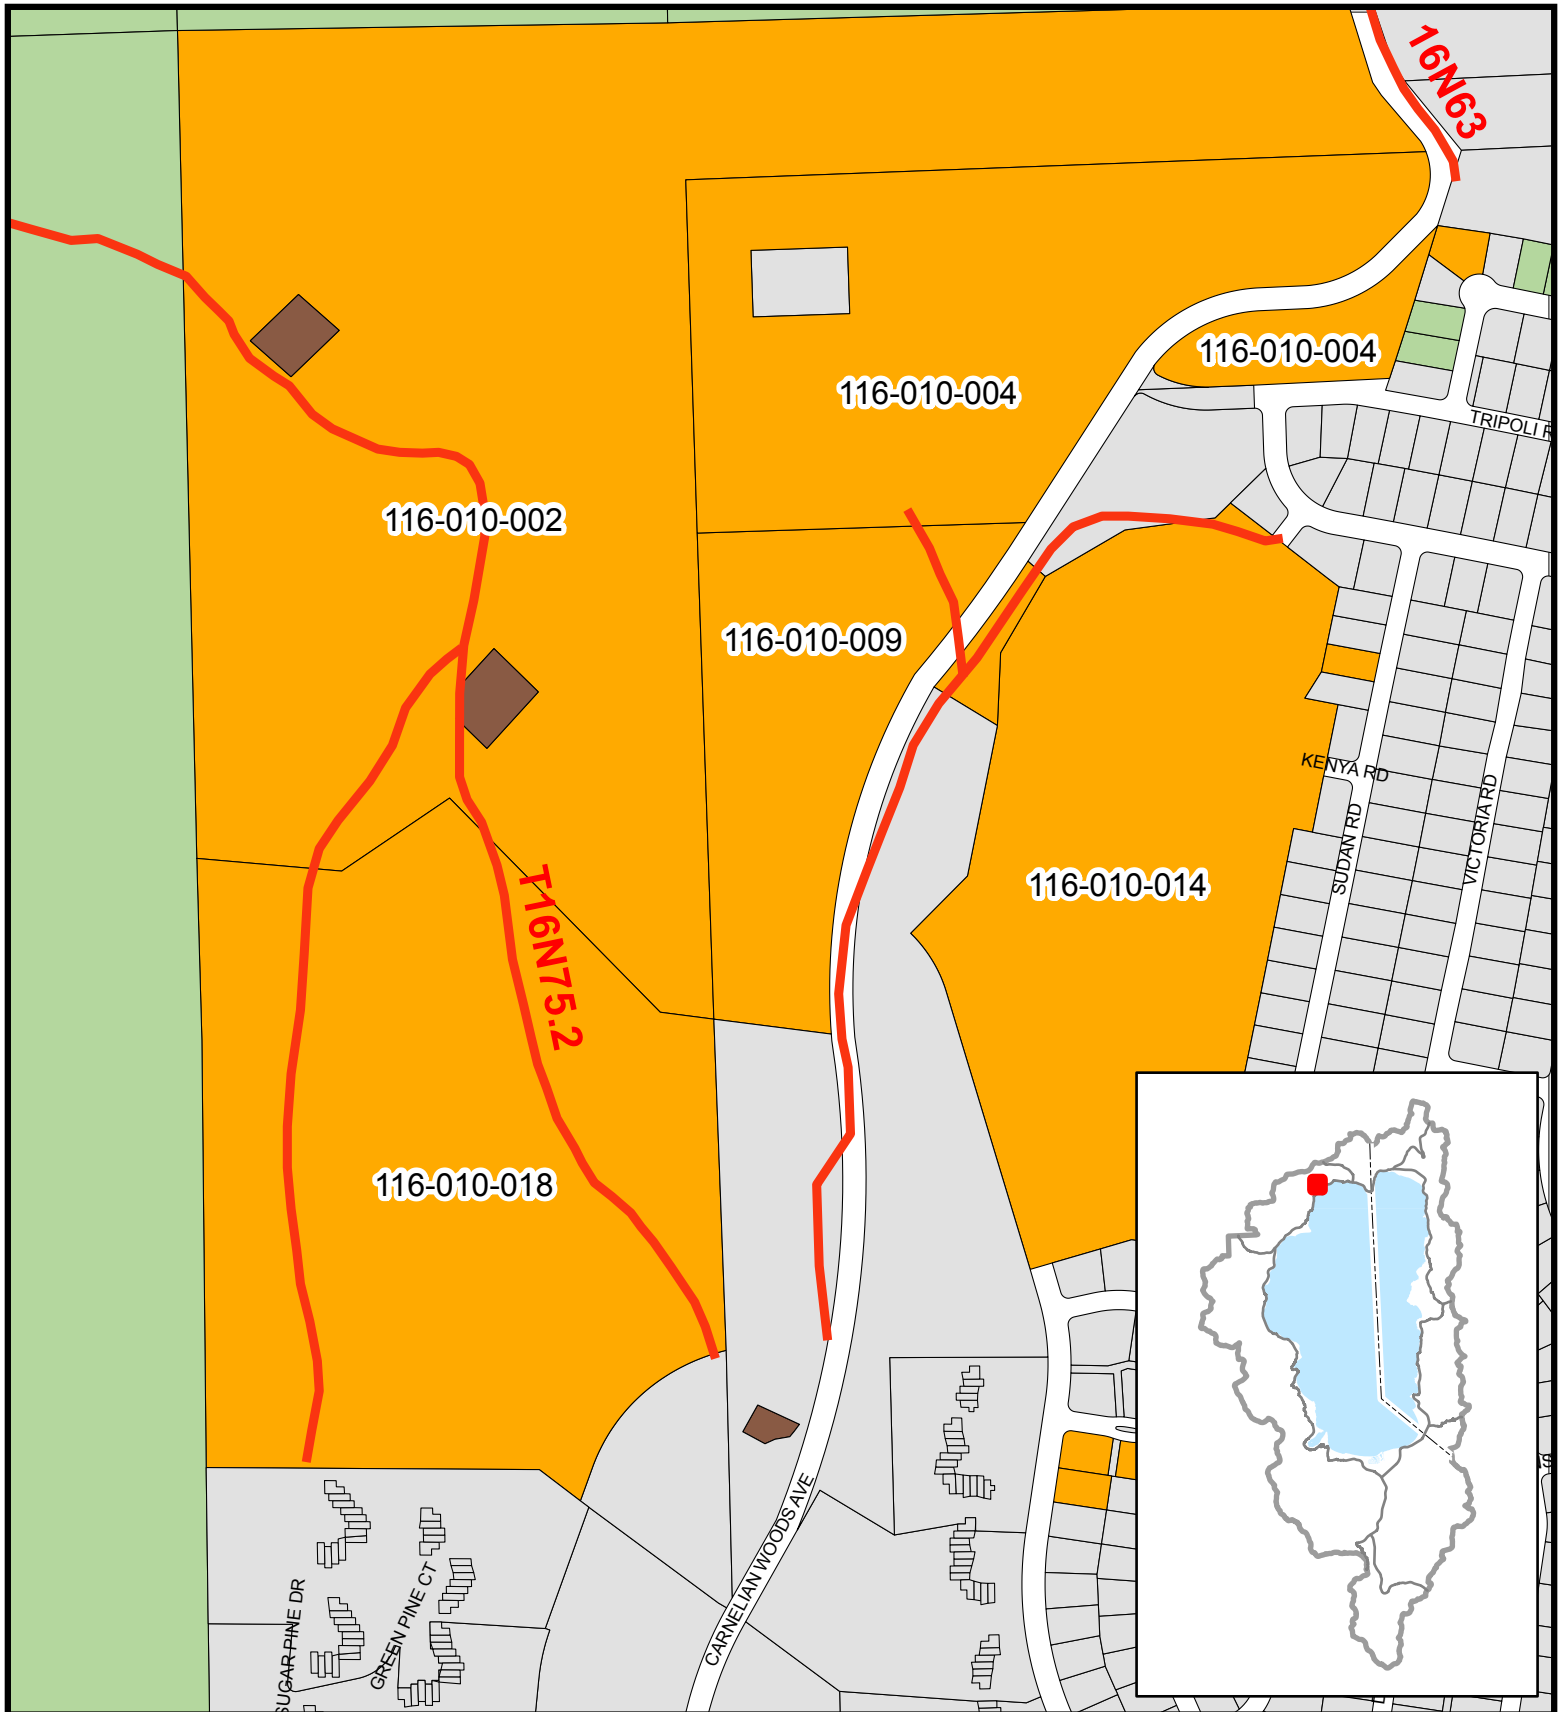 16N63
116-010-004
116-010-004
TRIPOLI R
116-010-002
116-010-009
KENYA RD
SUDAN RD
VICTORIA RD
116-010-014
T16N75.2
116-010-018
CARNELIAN WOODS AVE
GREEN PINE CT
SUGAR PINE DR